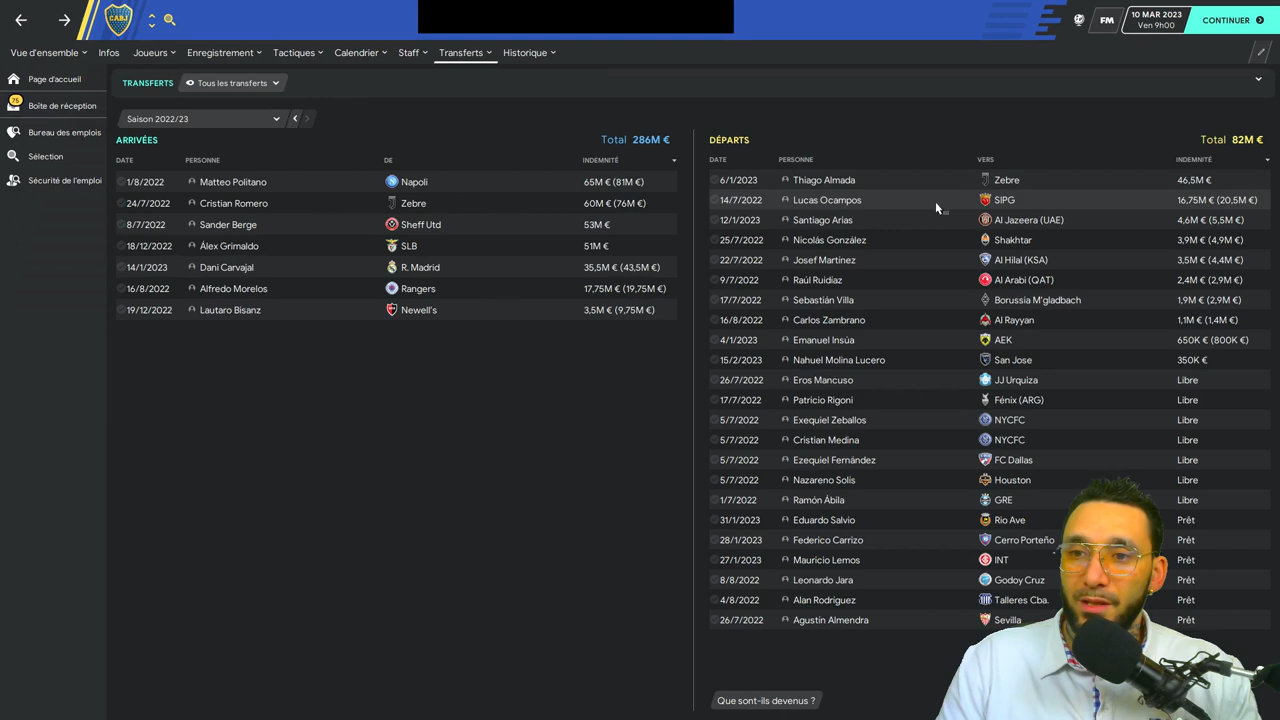 CABJ
FM
10 MAR 2023
Ven 9h00
CONTINUER
Vue d'ensemble
Infos
Joueurs
Enregistrement
Tactiques
Calendrier
Staff
Transferts
Historique
Page d'accueil
75
Boîte de réception
Bureau des emplois
Sélection
Sécurité de l'emploi
TRANSFERTS Tous les transferts
Saison 2022/23
ARRIVÉES Total 286M €
DATE PERSONNE DE INDEMNITÉ
1/8/2022 Matteo Politano Napoli 65M € (81M €)
24/7/2022 Cristian Romero Zebre 60M € (76M €)
8/7/2022 Sander Berge Sheff Utd 53M €
18/12/2022 Álex Grimaldo SLB 51M €
14/1/2023 Dani Carvajal R. Madrid 35,5M € (43,5M €)
16/8/2022 Alfredo Morelos Rangers 17,75M € (19,75M €)
19/12/2022 Lautaro Bisanz Newell's 3,5M € (9,75M €)
DÉPARTS Total 82M €
DATE PERSONNE VERS INDEMNITÉ
6/1/2023 Thiago Almada Zebre 46,5M €
14/7/2022 Lucas Ocampos SIPG 16,75M € (20,5M €)
12/1/2023 Santiago Arias Al Jazeera (UAE) 4,6M € (5,5M €)
25/7/2022 Nicolás González Shakhtar 3,9M € (4,9M €)
22/7/2022 Josef Martínez Al Hilal (KSA) 3,5M € (4,4M €)
9/7/2022 Raúl Ruidíaz Al Arabi (QAT) 2,4M € (2,9M €)
17/7/2022 Sebastián Villa Borussia M'gladbach 1,9M € (2,9M €)
16/8/2022 Carlos Zambrano Al Rayyan 1,1M € (1,4M €)
4/1/2023 Emanuel Insúa AEK 650K € (800K €)
15/2/2023 Nahuel Molina Lucero San Jose 350K €
26/7/2022 Eros Mancuso JJ Urquiza Libre
17/7/2022 Patricio Rigoni Fénix (ARG) Libre
5/7/2022 Exequiel Zeballos NYCFC Libre
5/7/2022 Cristian Medina NYCFC Libre
5/7/2022 Ezequiel Fernández FC Dallas Libre
5/7/2022 Nazareno Solís Houston Libre
1/7/2022 Ramón Ábila GRE Libre
31/1/2023 Eduardo Salvio Rio Ave Prêt
28/1/2023 Federico Carrizo Cerro Porteño Prêt
27/1/2023 Mauricio Lemos INT Prêt
8/8/2022 Leonardo Jara Godoy Cruz Prêt
4/8/2022 Alan Rodríguez Talleres Cba. Prêt
26/7/2022 Agustín Almendra Sevilla Prêt
Que sont-ils devenus ?